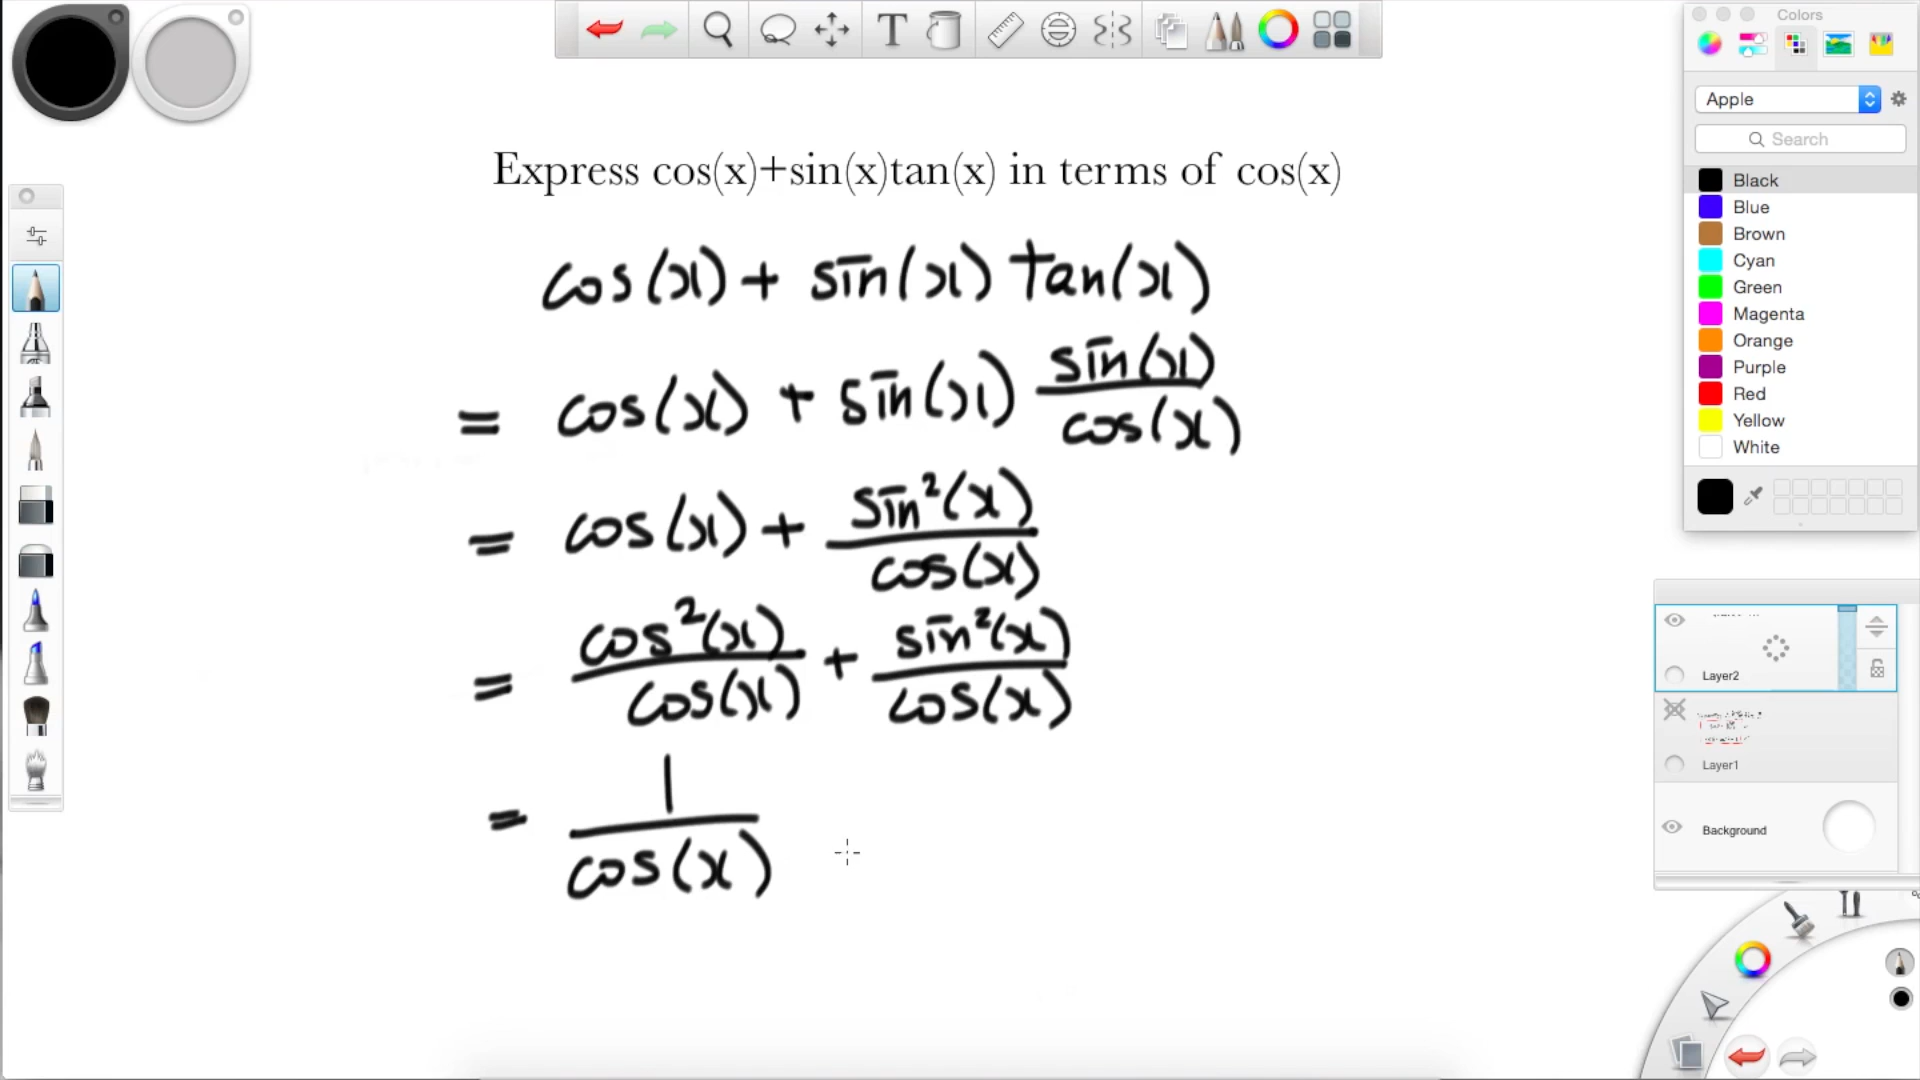 T
Colors
Apple
Search
Black
Blue
Brown
Cyan
Green
Magenta
Orange
Purple
Red
Yellow
White
Express cos(x)+sin(x)tan(x) in terms of cos(x)
cos(x) + sin(x) tan(x)
= cos(x) + sin(x) sin(x)/cos(x)
= cos(x) + sin²(x)/cos(x)
= cos²(x)/cos(x) + sin²(x)/cos(x)
= 1/cos(x)
Layer2
Layer1
Background